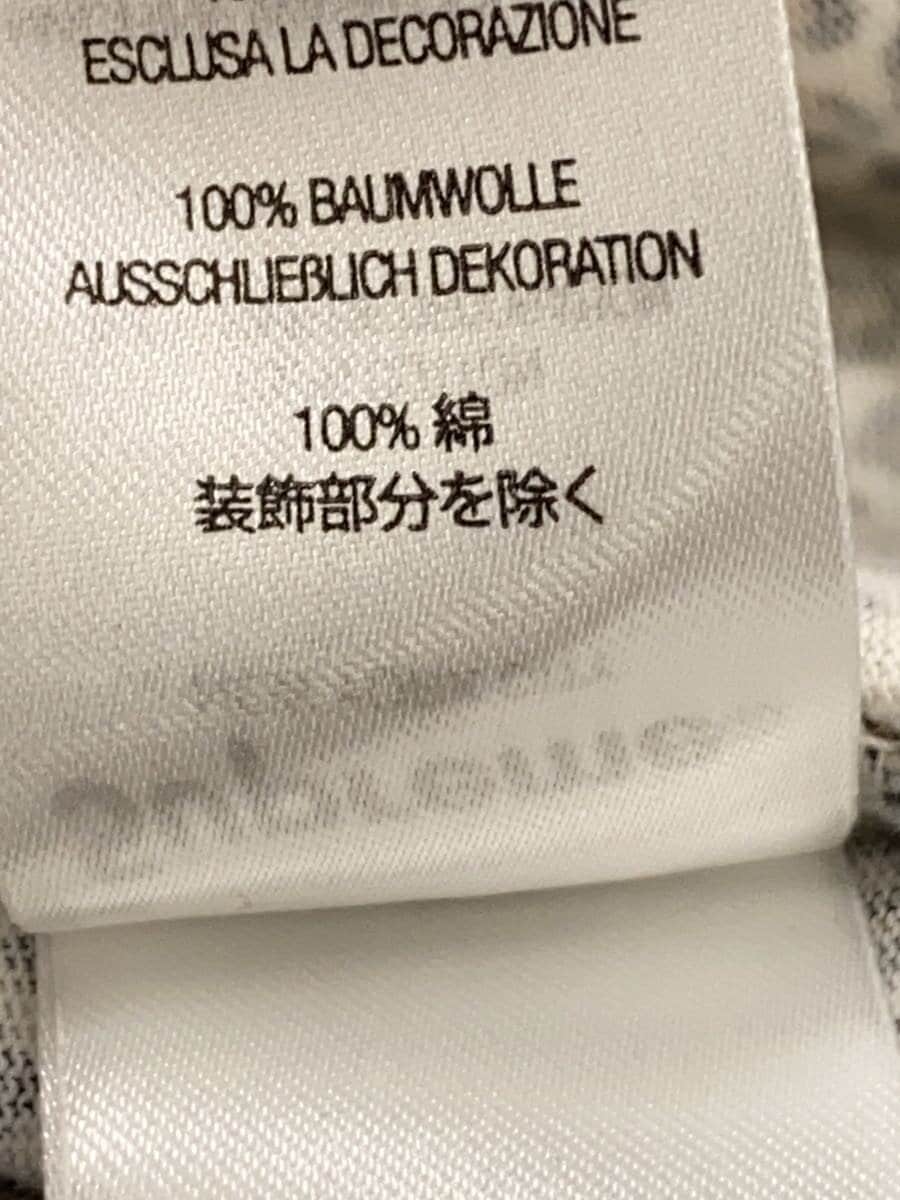 ESCLUSA LA DECORAZIONE
100% BAUMWOLLE
AUSSCHLIEßLICH DEKORATION
100% 綿
装飾部分を除く